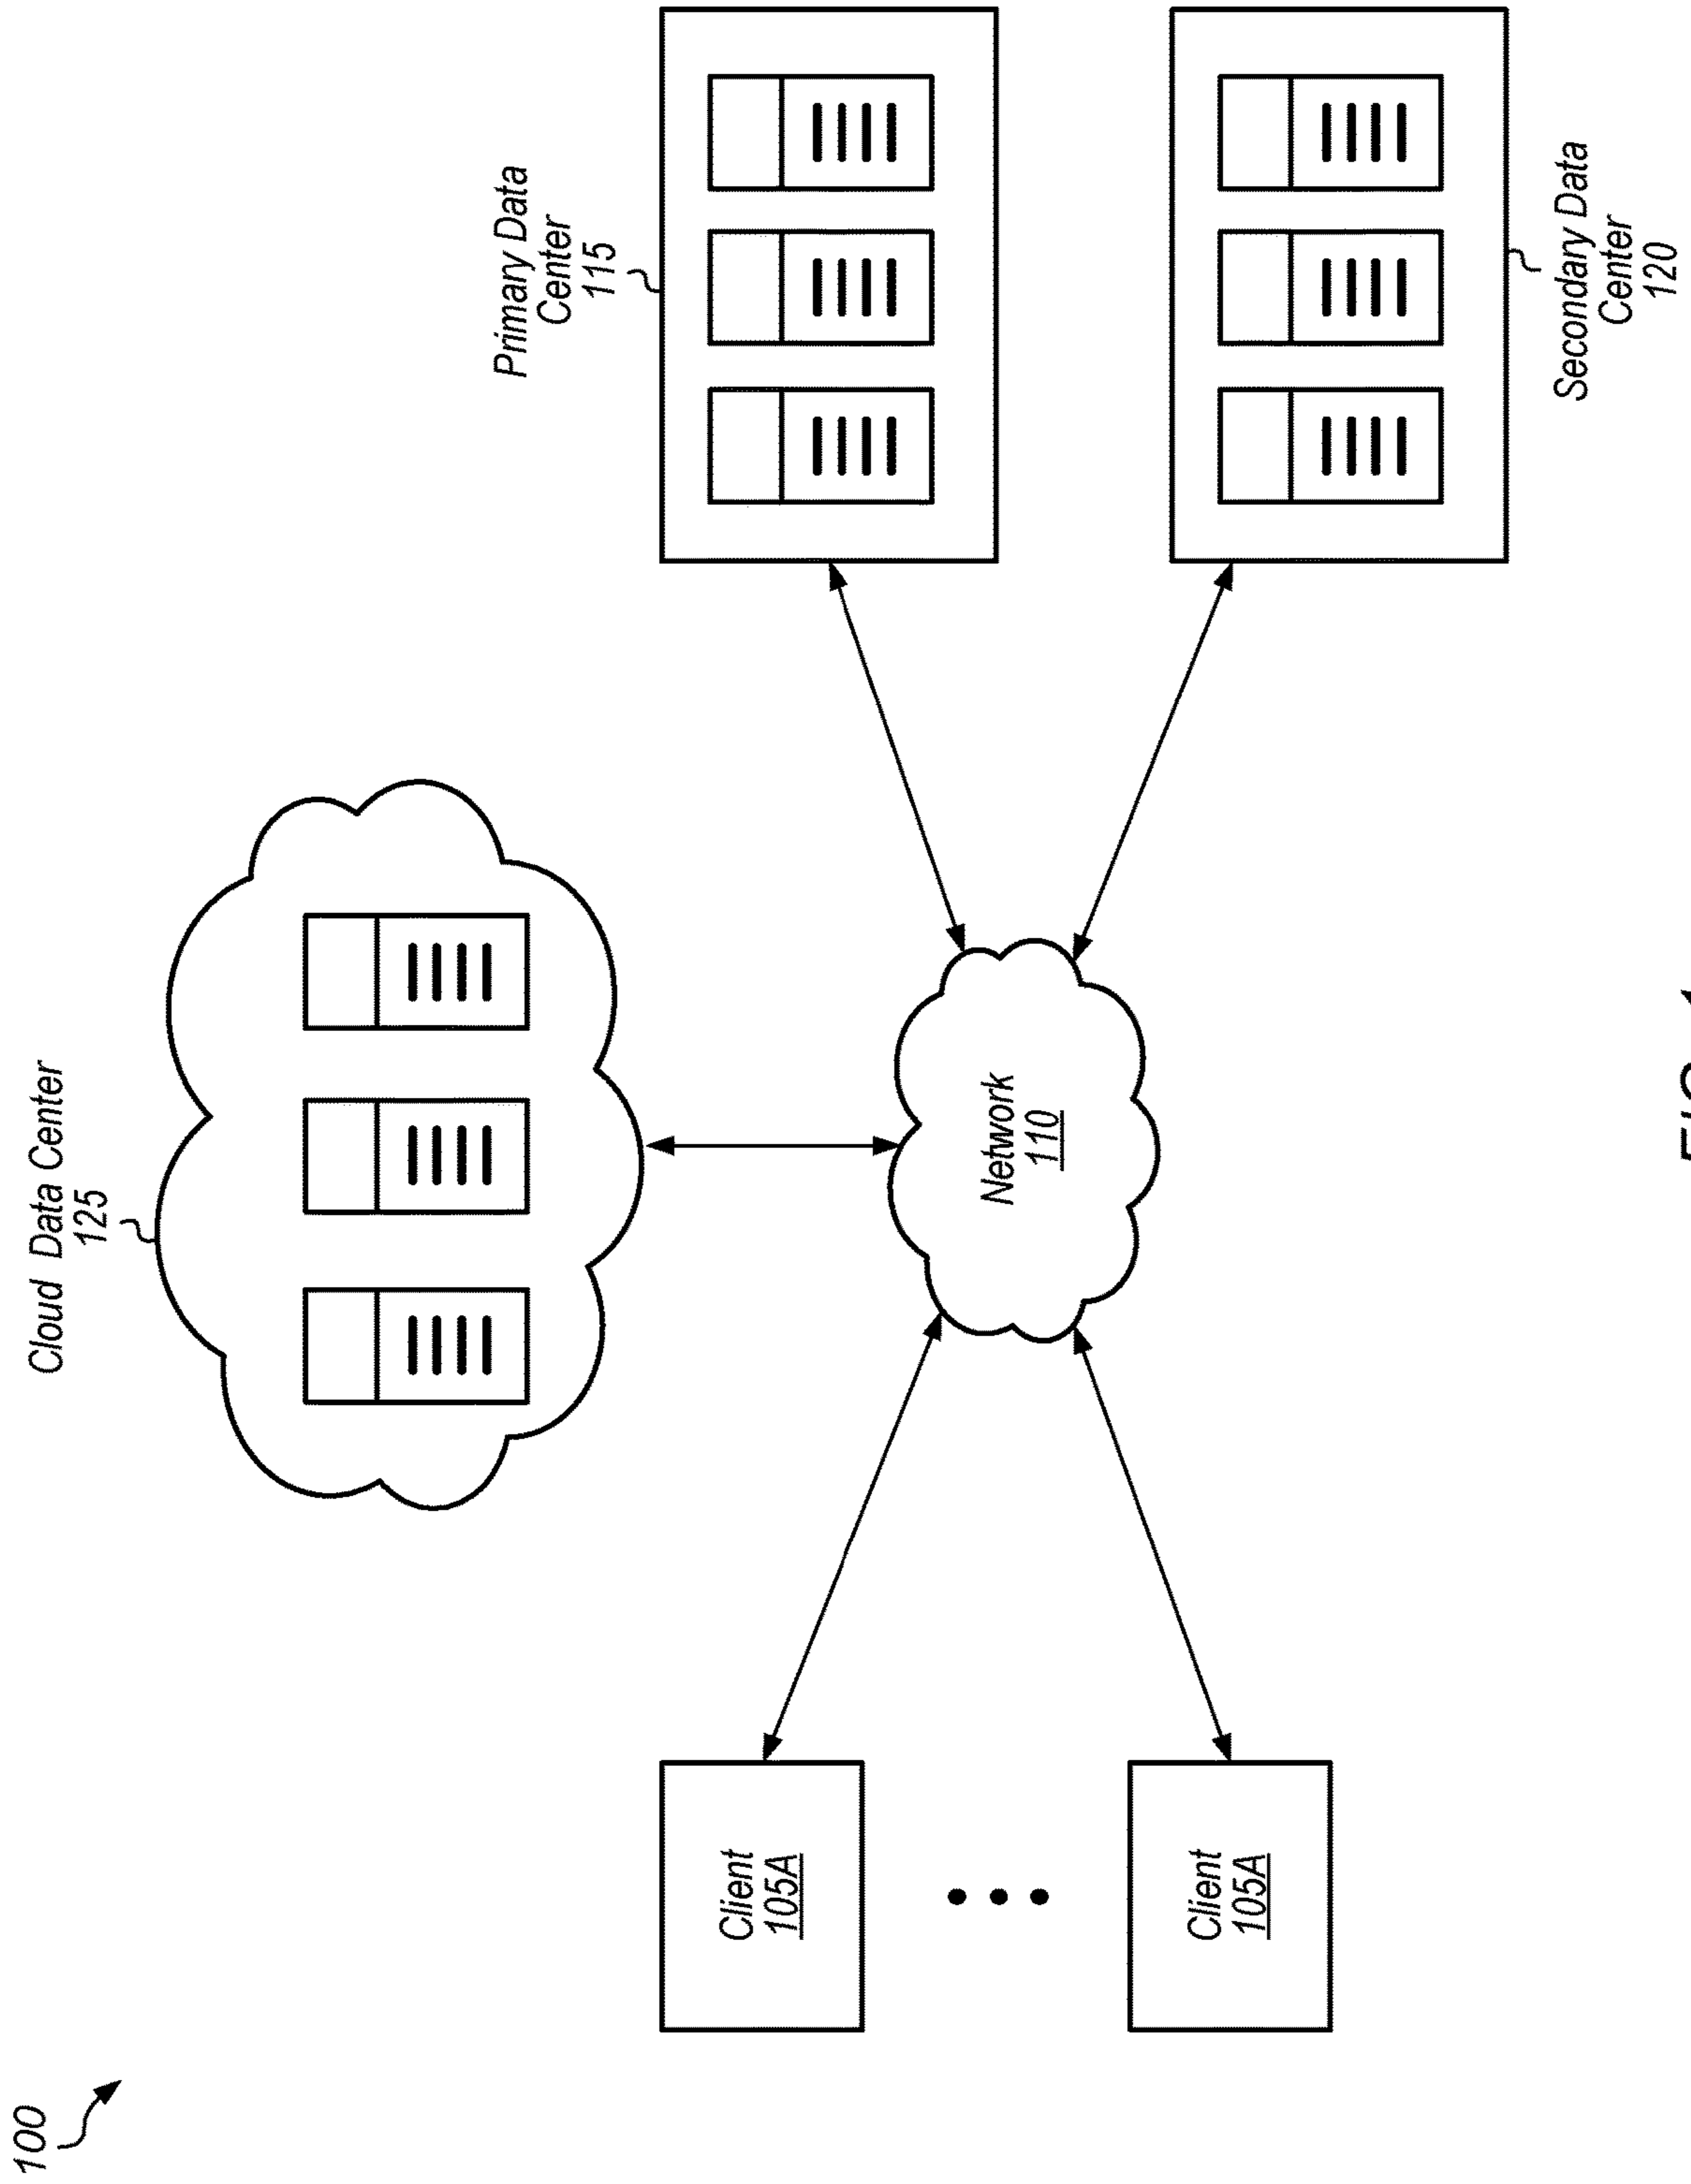 100
Cloud Data Center
125
Primary Data
Center
115
Client
105A
Network
110
Client
105A
Secondary Data
Center
120